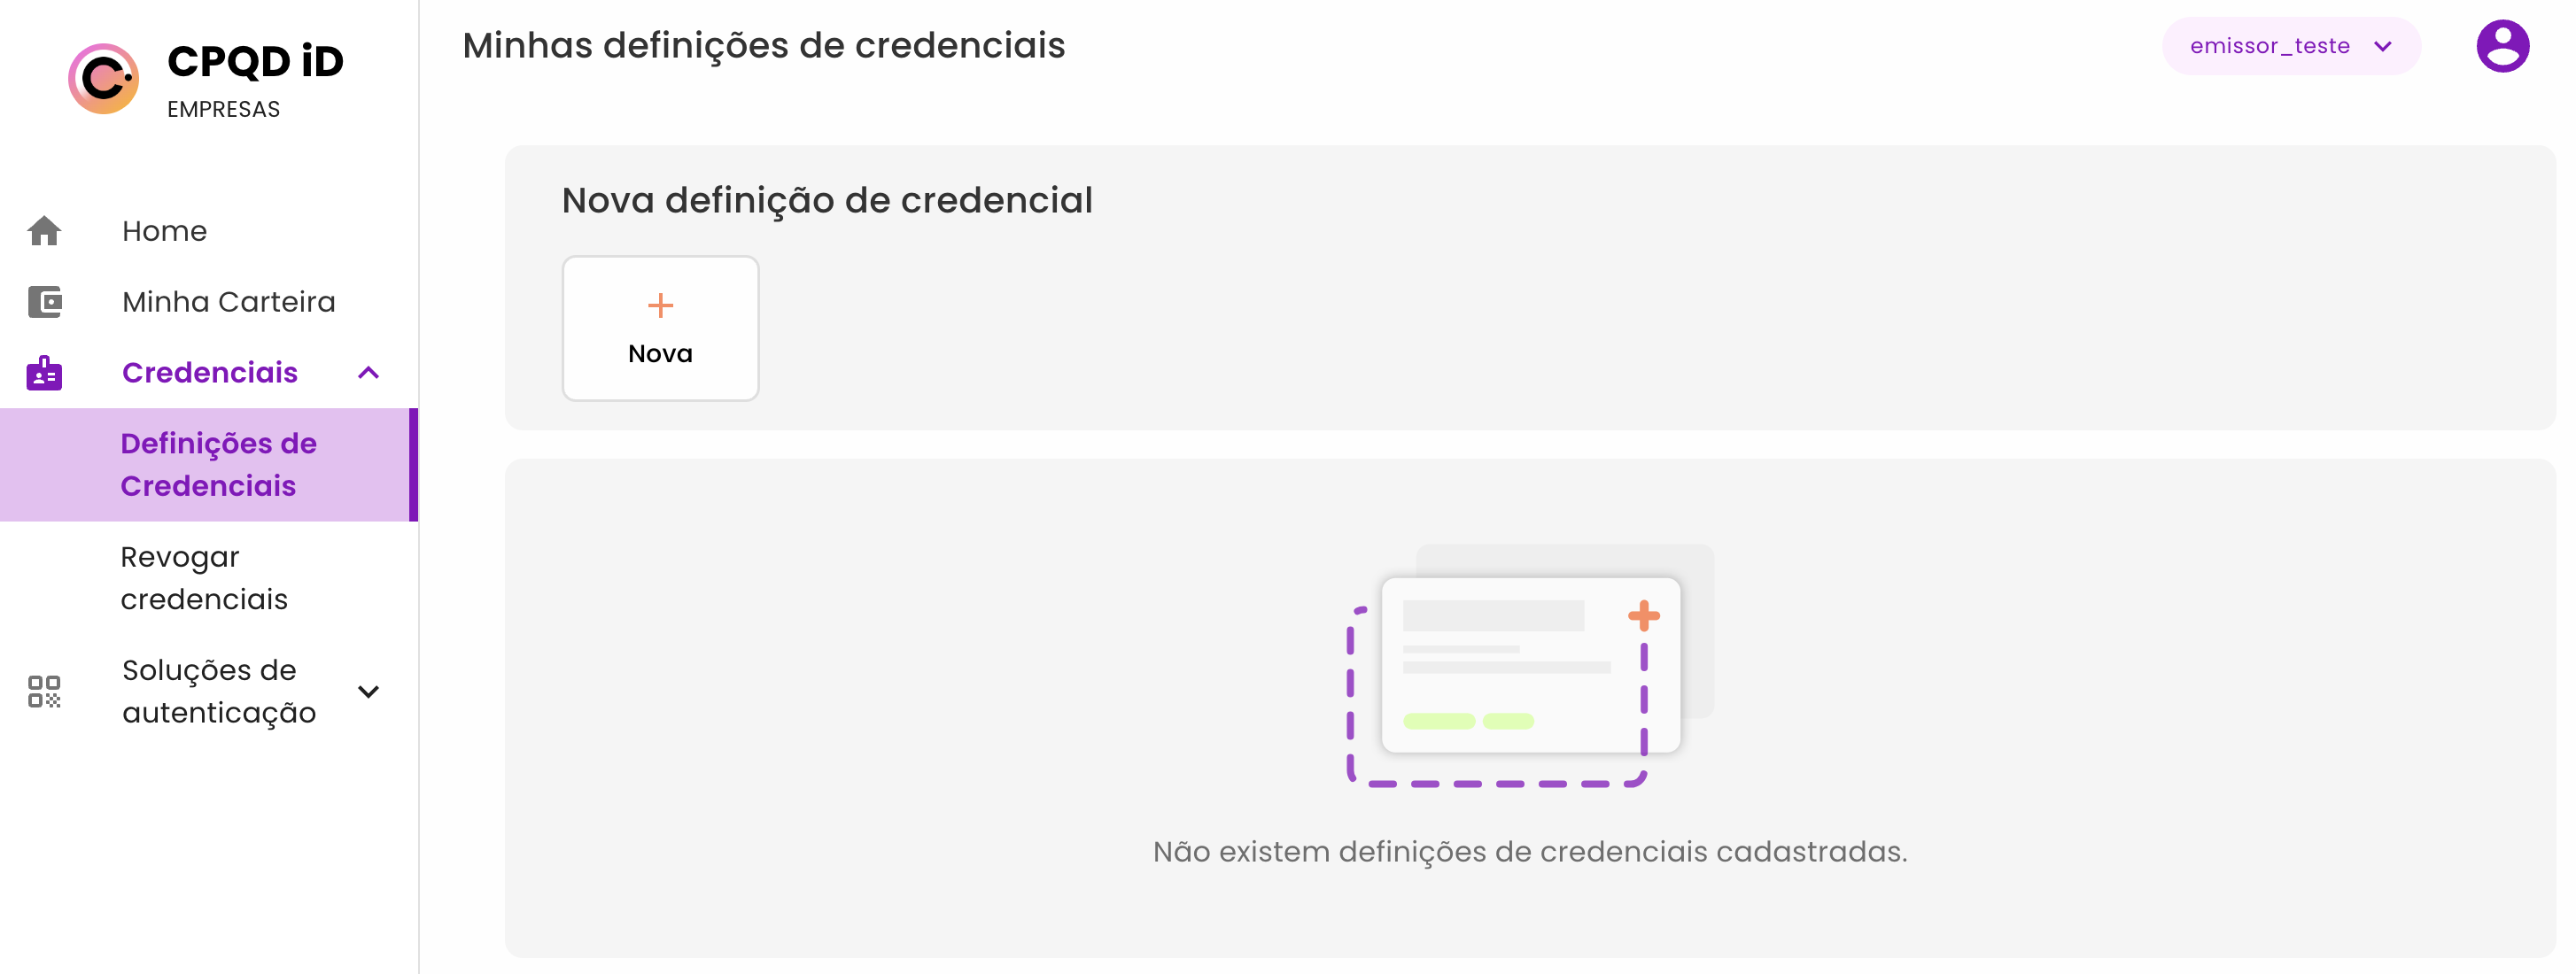 CPQD iD
EMPRESAS
Home
Minha Carteira
Credenciais
Definições de
Credenciais
Revogar
credenciais
Soluções de
autenticação
Minhas definições de credenciais
emissor_teste
Nova definição de credencial
Nova
Não existem definições de credenciais cadastradas.